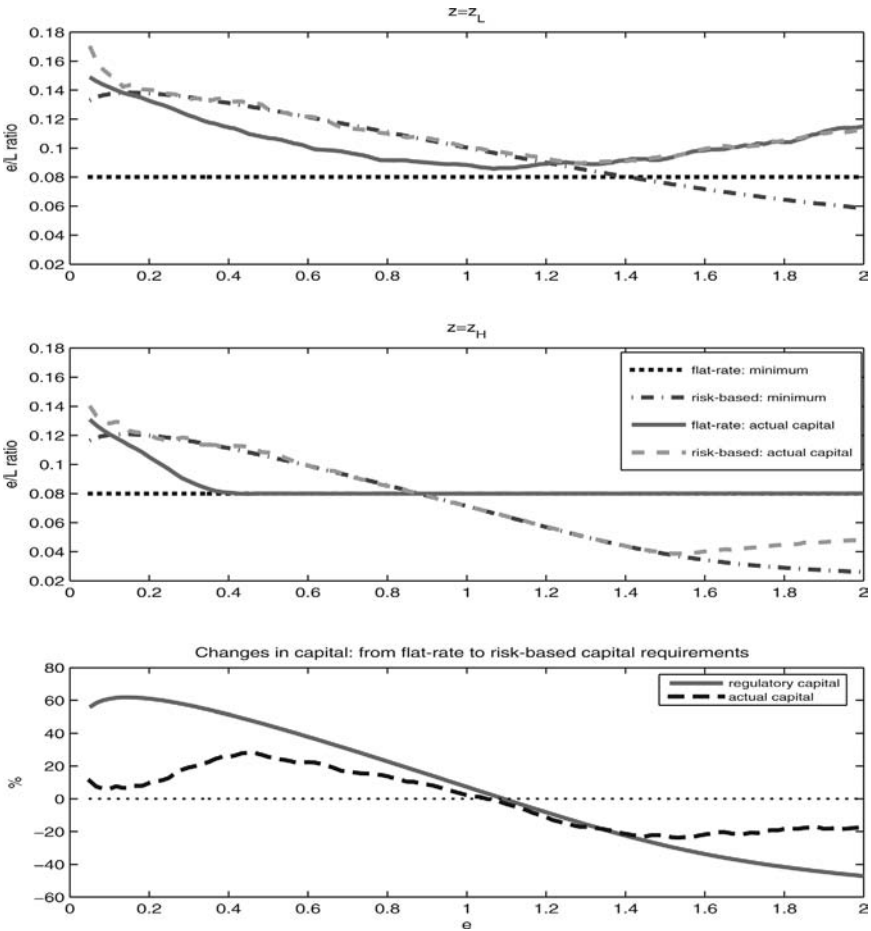 z=z_L
0.18
0.16
0.14
0.12
0.1
0.08
0.06
0.04
0.02
e/L ratio
0 0.2 0.4 0.6 0.8 1 1.2 1.4 1.6 1.8 2
z=z_H
0.18
0.16
0.14
0.12
0.1
0.08
0.06
0.04
0.02
e/L ratio
flat-rate: minimum
risk-based: minimum
flat-rate: actual capital
risk-based: actual capital
0 0.2 0.4 0.6 0.8 1 1.2 1.4 1.6 1.8 2
Changes in capital: from flat-rate to risk-based capital requirements
80
60
40
20
0
−20
−40
−60
%
regulatory capital
actual capital
0 0.2 0.4 0.6 0.8 1 1.2 1.4 1.6 1.8 2
e